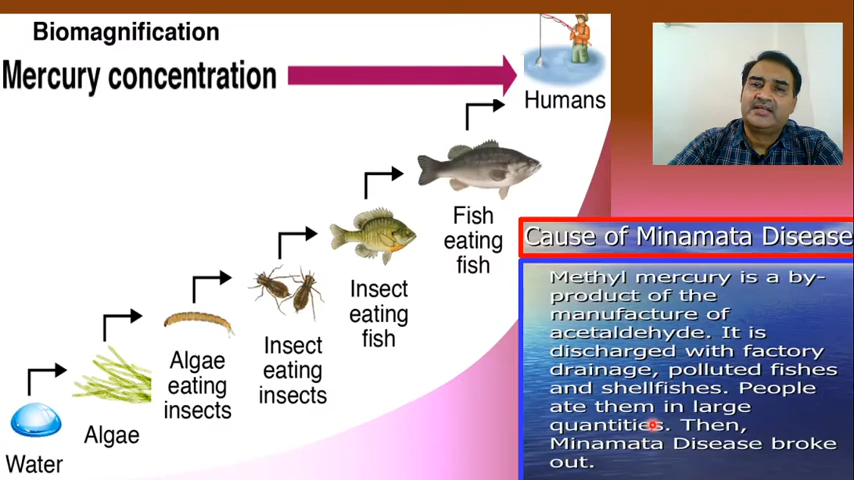 Biomagnification
Mercury concentration
Humans
Fish
eating
fish
Insect
eating
fish
Insect
eating
insects
Algae
eating
insects
Algae
Water
Cause of Minamata Disease
Methyl mercury is a by-
product of the
manufacture of
acetaldehyde. It is
discharged with factory
drainage, polluted fishes
and shellfishes. People
ate them in large
quantities. Then,
Minamata Disease broke
out.